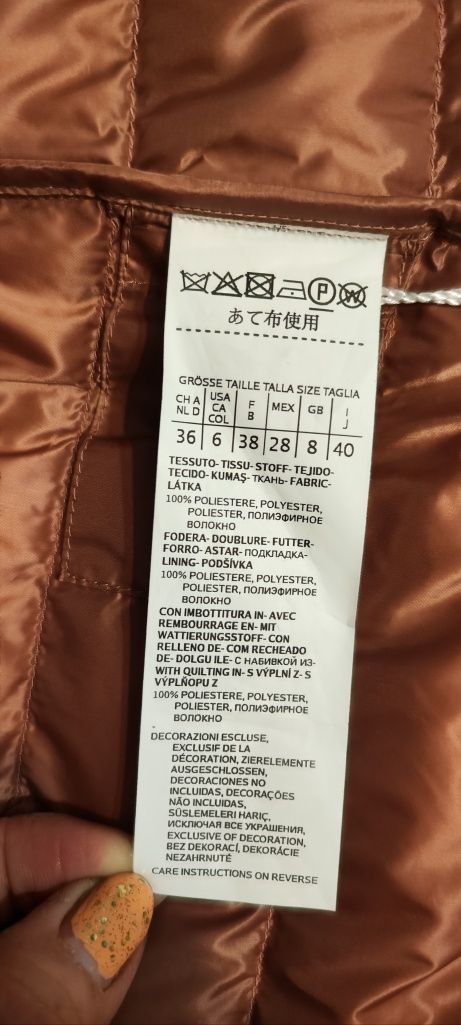 P
W
あて布使用
GRÖSSE TAILLE TALLA SIZE TAGLIA
CH A NL D USA CA COL F B MEX GB I J
36 6 38 28 8 40
TESSUTO- TISSU- STOFF- TEJIDO-
TECIDO- KUMAŞ- ТКАНЬ- FABRIC-
LÁTKA
100% POLIESTERE, POLYESTER,
POLIESTER, ПОЛИЭФИРНОЕ
ВОЛОКНО
FODERA- DOUBLURE- FUTTER-
FORRO- ASTAR- ПОДКЛАДКА-
LINING- PODŠÍVKA
100% POLIESTERE, POLYESTER,
POLIESTER, ПОЛИЭФИРНОЕ
ВОЛОКНО
CON IMBOTTITURA IN- AVEC
REMBOURRAGE EN- MIT
WATTIERUNGSSTOFF- CON
RELLENO DE- COM RECHEADO
DE- DOLGU ILE- С НАБИВКОЙ ИЗ-
WITH QUILTING IN- S VÝPLNÍ Z- S
VÝPLŇOPU Z
100% POLIESTERE, POLYESTER,
POLIESTER, ПОЛИЭФИРНОЕ
ВОЛОКНО
DECORAZIONI ESCLUSE,
EXCLUSIF DE LA
DÉCORATION, ZIERELEMENTE
AUSGESCHLOSSEN,
DECORACIONES NO
INCLUIDAS, DECORAÇÕES
NÃO INCLUIDAS,
SÜSLEMELERI HARIÇ,
ИСКЛЮЧАЯ ВСЕ УКРАШЕНИЯ,
EXCLUSIVE OF DECORATION,
BEZ DEKORACÍ, DEKORÁCIE
NEZAHRNUTÉ
CARE INSTRUCTIONS ON REVERSE